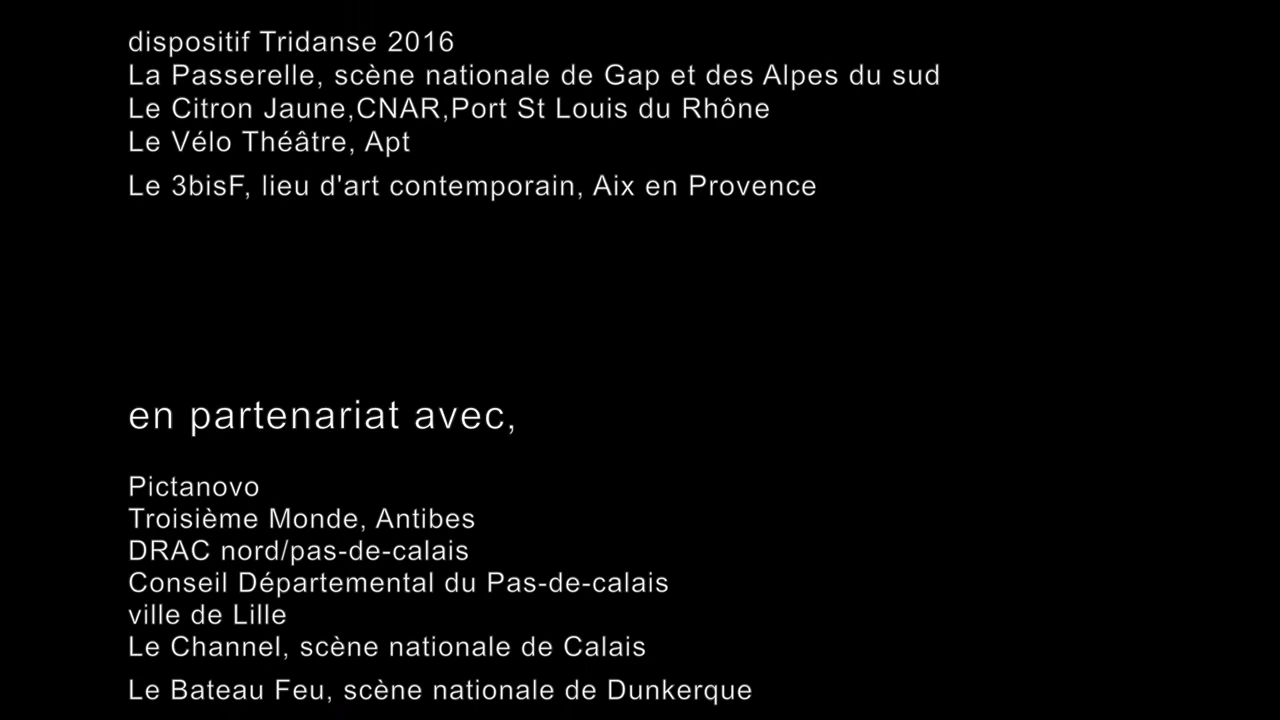 dispositif Tridanse 2016
La Passerelle, scène nationale de Gap et des Alpes du sud
Le Citron Jaune,CNAR,Port St Louis du Rhône
Le Vélo Théâtre, Apt
Le 3bisF, lieu d'art contemporain, Aix en Provence
en partenariat avec,
Pictanovo
Troisième Monde, Antibes
DRAC nord/pas-de-calais
Conseil Départemental du Pas-de-calais
ville de Lille
Le Channel, scène nationale de Calais
Le Bateau Feu, scène nationale de Dunkerque